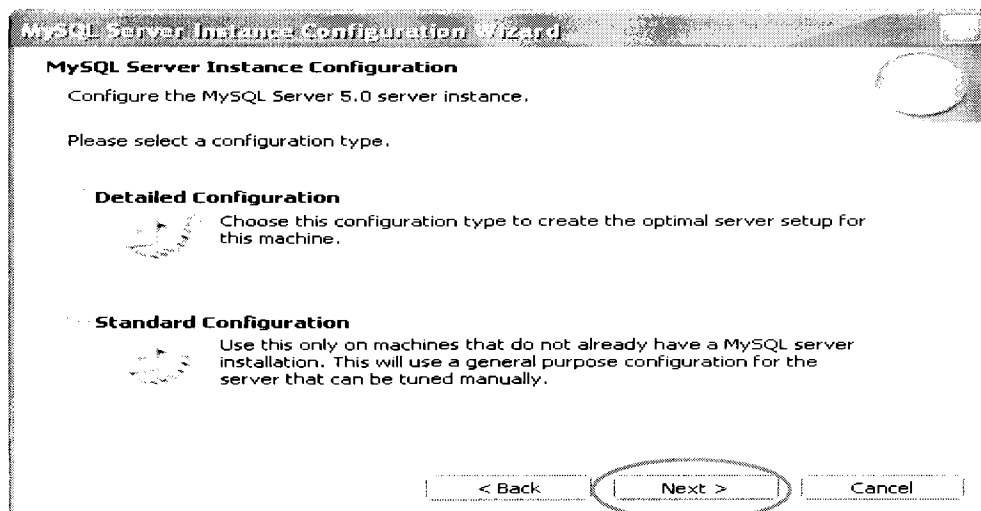 MySQL Server Instance Configuration Wizard
MySQL Server Instance Configuration
Configure the MySQL Server 5.0 server instance.
Please select a configuration type.
Detailed Configuration
Choose this configuration type to create the optimal server setup for
this machine.
Standard Configuration
Use this only on machines that do not already have a MySQL server
installation. This will use a general purpose configuration for the
server that can be tuned manually.
< Back
Next >
Cancel